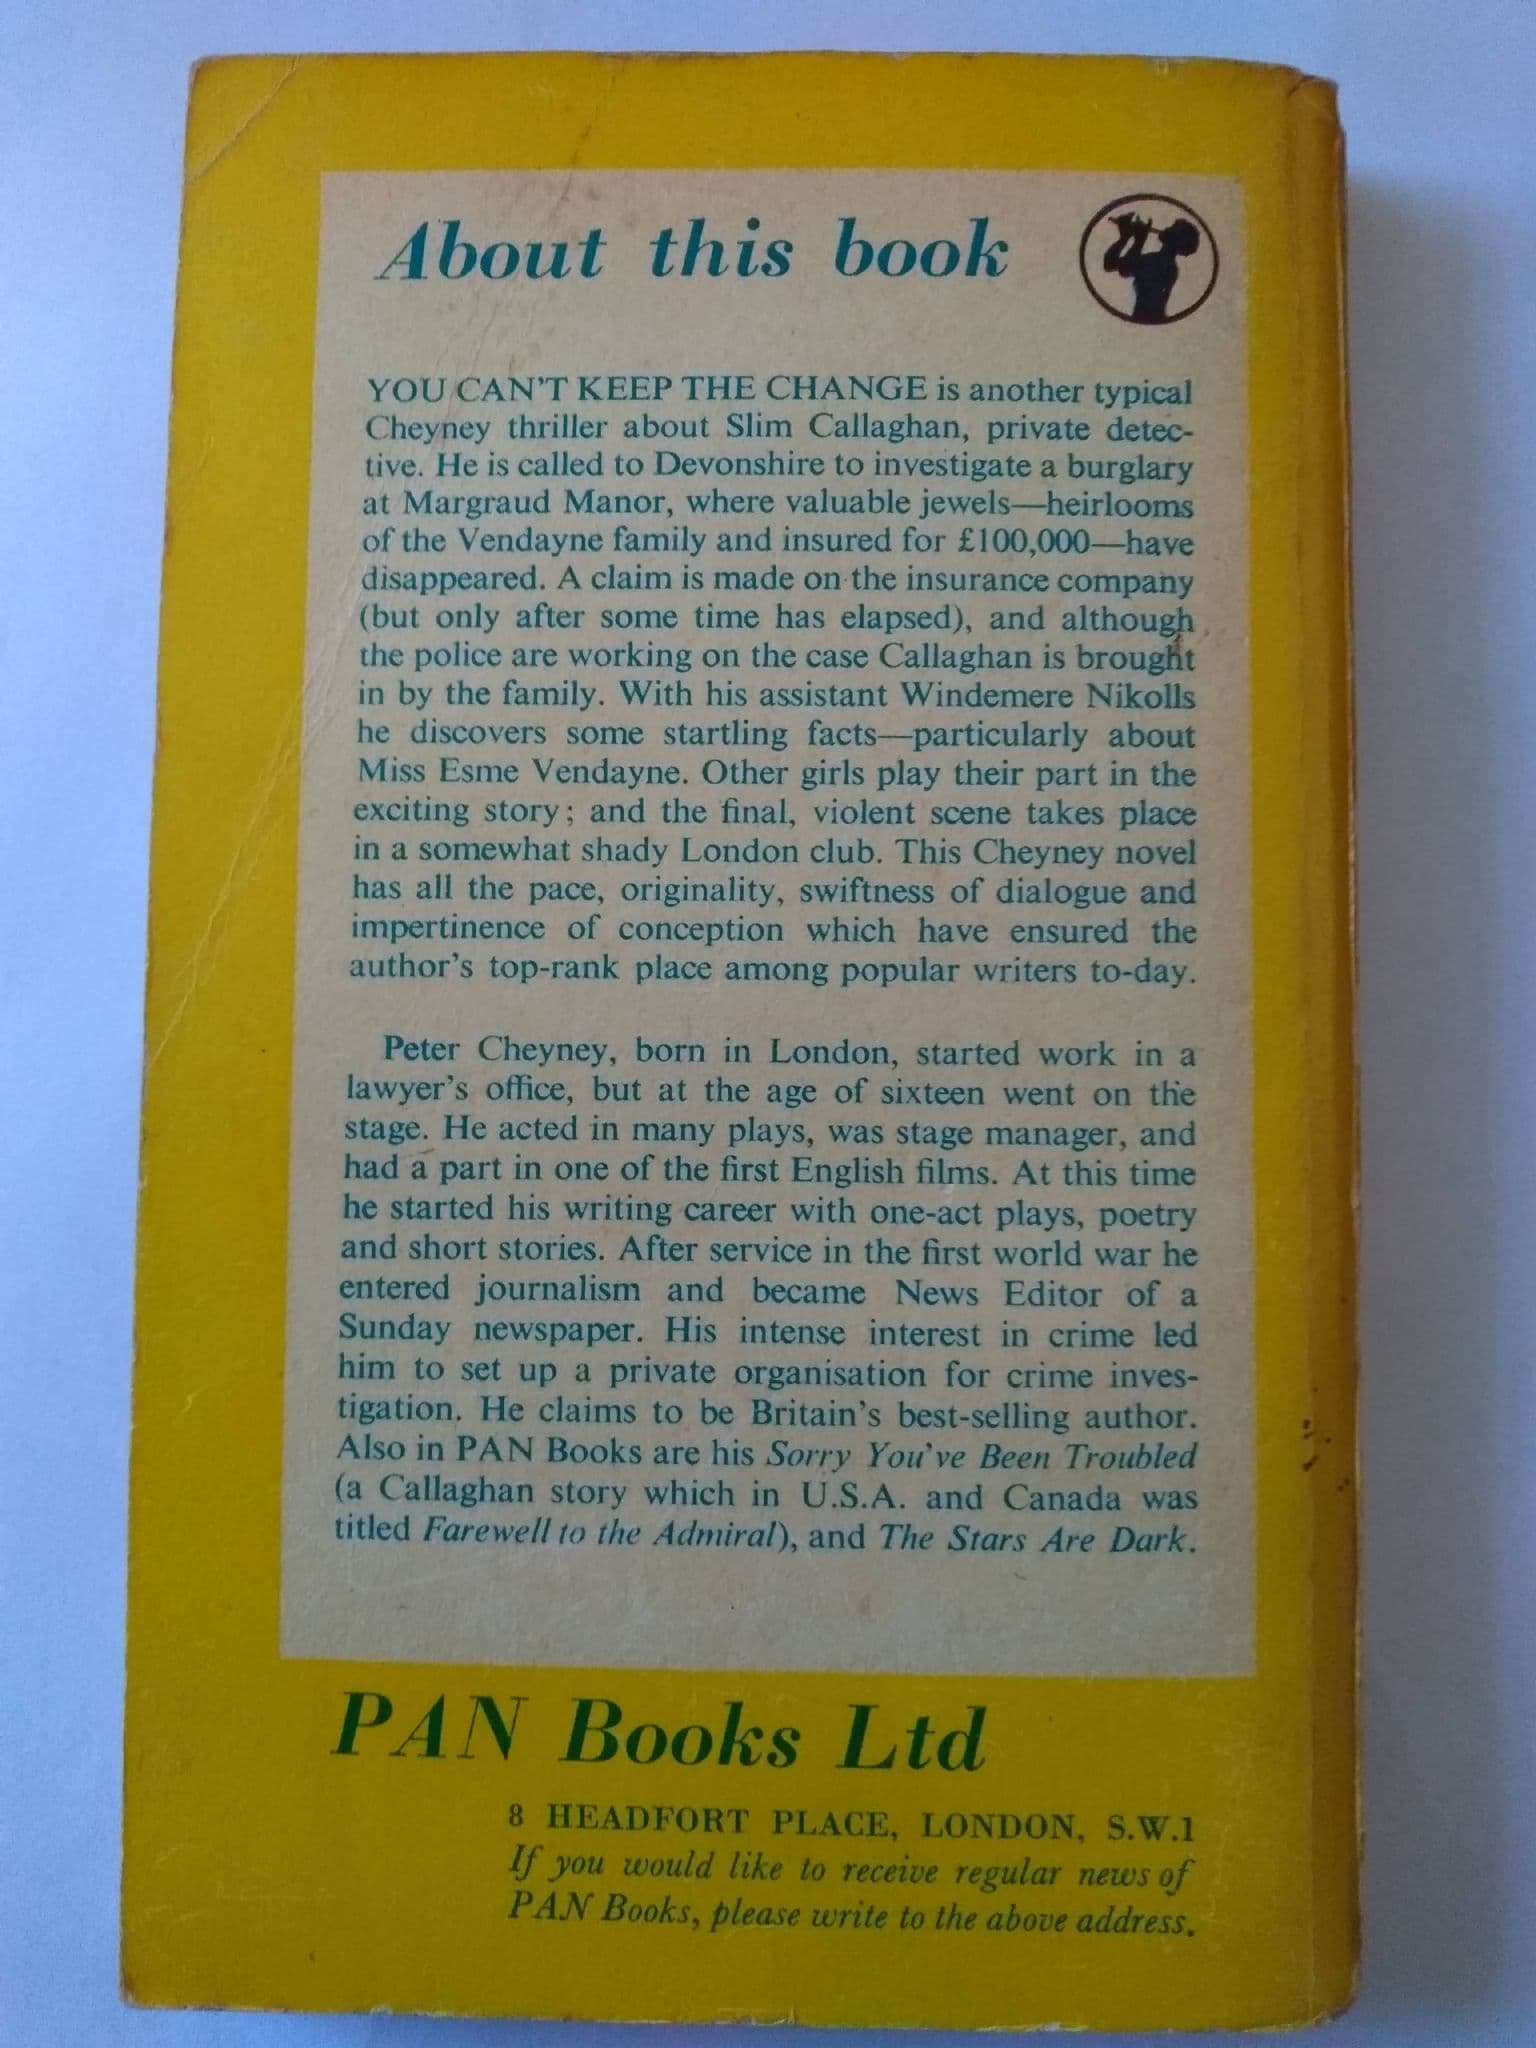 About this book
YOU CAN'T KEEP THE CHANGE is another typical
Cheyney thriller about Slim Callaghan, private detec-
tive. He is called to Devonshire to investigate a burglary
at Margraud Manor, where valuable jewels—heirlooms
of the Vendayne family and insured for £100,000—have
disappeared. A claim is made on the insurance company
(but only after some time has elapsed), and although
the police are working on the case Callaghan is brought
in by the family. With his assistant Windemere Nikolls
he discovers some startling facts—particularly about
Miss Esme Vendayne. Other girls play their part in the
exciting story; and the final, violent scene takes place
in a somewhat shady London club. This Cheyney novel
has all the pace, originality, swiftness of dialogue and
impertinence of conception which have ensured the
author's top-rank place among popular writers to-day.
Peter Cheyney, born in London, started work in a
lawyer's office, but at the age of sixteen went on the
stage. He acted in many plays, was stage manager, and
had a part in one of the first English films. At this time
he started his writing career with one-act plays, poetry
and short stories. After service in the first world war he
entered journalism and became News Editor of a
Sunday newspaper. His intense interest in crime led
him to set up a private organisation for crime inves-
tigation. He claims to be Britain's best-selling author.
Also in PAN Books are his Sorry You've Been Troubled
(a Callaghan story which in U.S.A. and Canada was
titled Farewell to the Admiral), and The Stars Are Dark.
PAN Books Ltd
8 HEADFORT PLACE, LONDON, S.W.1
If you would like to receive regular news of
PAN Books, please write to the above address.